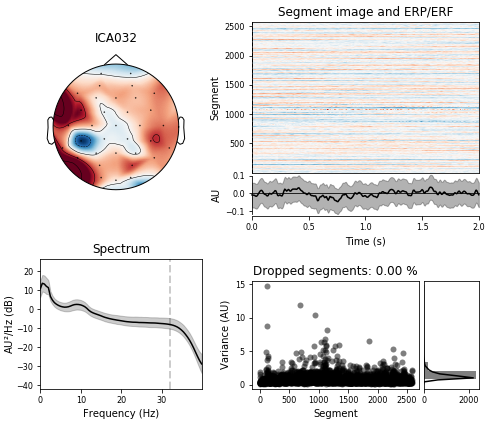 ICA032
Segment image and ERP/ERF
2500
2000
1500
1000
500
Segment
0.1
0.0
−0.1
AU
0.0 0.5 1.0 1.5 2.0
Time (s)
Spectrum
20
10
0
−10
−20
−30
−40
AU²/Hz (dB)
0 10 20 30
Frequency (Hz)
Dropped segments: 0.00 %
15
10
5
0
Variance (AU)
0 500 1000 1500 2000 2500
Segment
0 2000